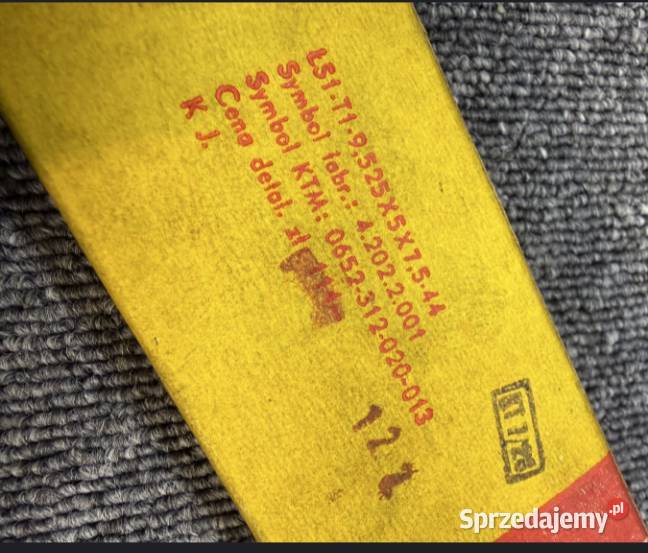 LS1-T1-9,525X5X7,5-44
Symbol fabr.: 4.202.2.001
Symbol KTM: 0652-312-020-013
Cena detal. zł
K J.
Sprzedajemy.pl